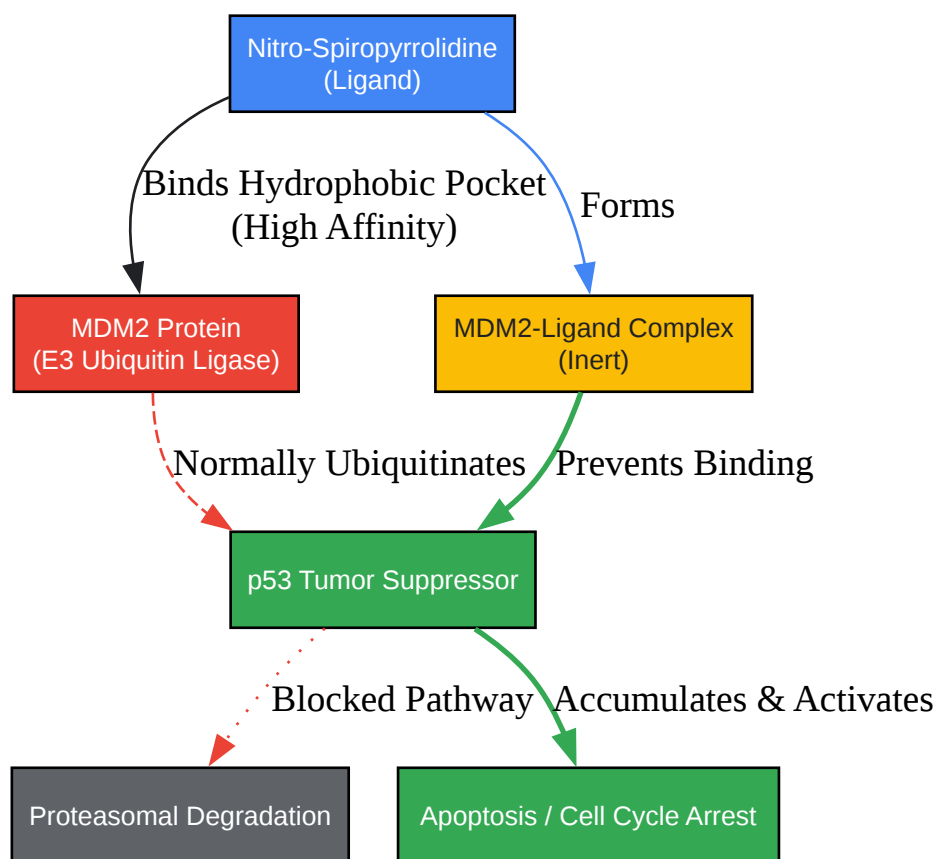 Nitro-Spiropyrrolidine
(Ligand)
Binds Hydrophobic Pocket
(High Affinity)
Forms
MDM2 Protein
(E3 Ubiquitin Ligase)
MDM2-Ligand Complex
(Inert)
Normally Ubiquitinates
Prevents Binding
p53 Tumor Suppressor
Blocked Pathway
Accumulates & Activates
Proteasomal Degradation
Apoptosis / Cell Cycle Arrest